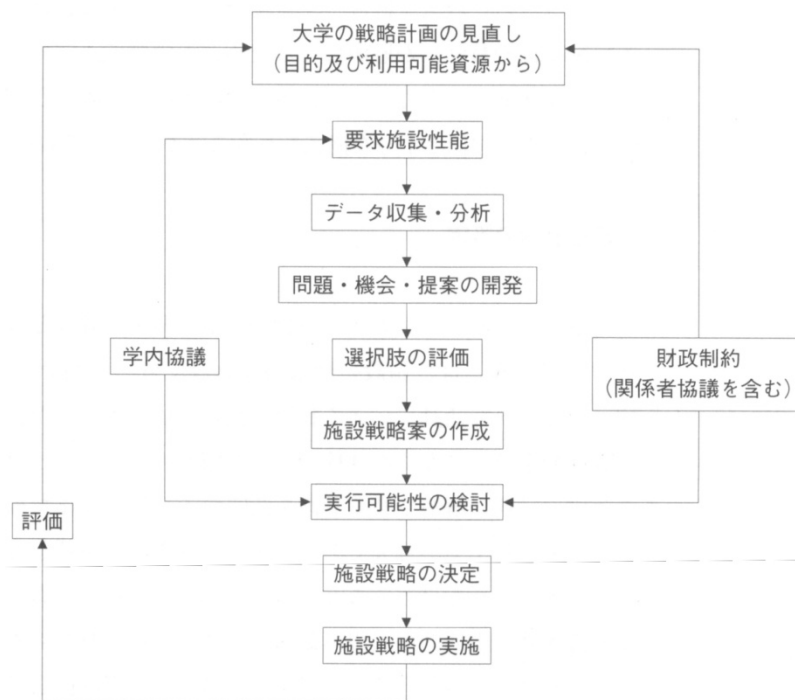 大学の戦略計画の見直し
（目的及び利用可能資源から）
要求施設性能
データ収集・分析
問題・機会・提案の開発
学内協議
選択肢の評価
財政制約
（関係者協議を含む）
施設戦略案の作成
実行可能性の検討
評価
施設戦略の決定
施設戦略の実施